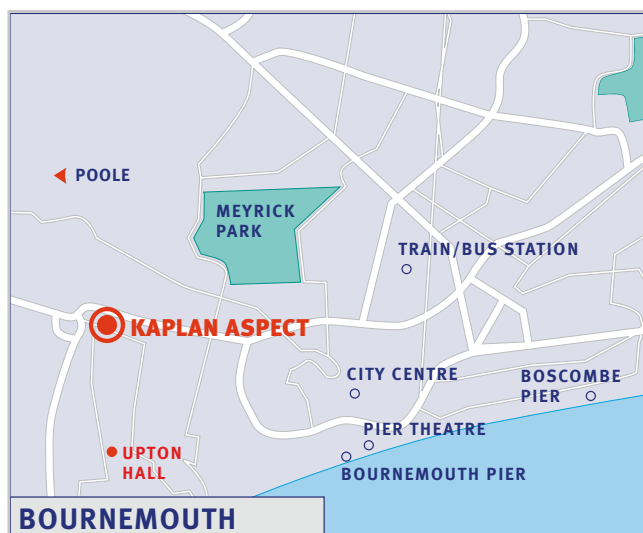 POOLE
MEYRICK
PARK
TRAIN/BUS STATION
KAPLAN ASPECT
CITY CENTRE
BOSCOMBE
PIER
PIER THEATRE
UPTON
HALL
BOURNEMOUTH PIER
BOURNEMOUTH